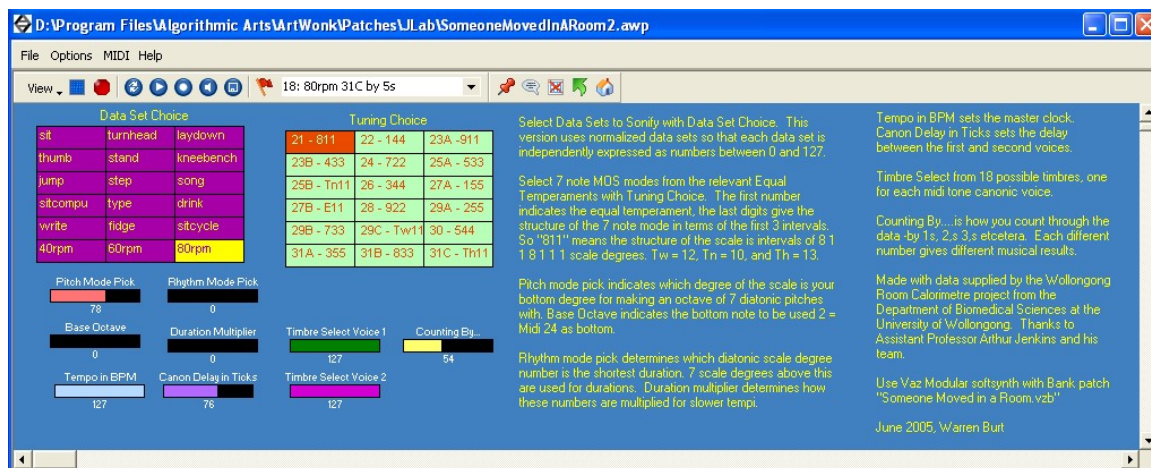 D:\Program Files\Algorithmic Arts\ArtWonk\Patches\JLab\SomeoneMovedInARoom2.awp
File Options MIDI Help
View 18: 80rpm 31C by 5s
Data Set Choice
sit turnhead laydown
thumb stand kneebench
jump step song
sitcompu type drink
write fidge sitcycle
40rpm 60rpm 80rpm
Tuning Choice
21 - 811 22 - 144 23A -911
23B - 433 24 - 722 25A - 533
25B - Tn11 26 - 344 27A - 155
27B - E11 28 - 922 29A - 255
29B - 733 29C - Tw11 30 - 544
31A - 355 31B - 833 31C - Th11
Pitch Mode Pick Rhythm Mode Pick
78 0
Base Octave Duration Multiplier Timbre Select Voice 1 Counting By...
0 0 127 54
Tempo in BPM Canon Delay in Ticks Timbre Select Voice 2
127 76 127
Select Data Sets to Sonify with Data Set Choice. This
version uses normalized data sets so that each data set is
independently expressed as numbers between 0 and 127.
Select 7 note MOS modes from the relevant Equal
Temperaments with Tuning Choice. The first number
indicates the equal temperament, the last digits give the
structure of the 7 note mode in terms of the first 3 intervals.
So "811" means the structure of the scale is intervals of 8 1
1 8 1 1 1 scale degrees. Tw = 12, Tn = 10, and Th = 13.
Pitch mode pick indicates which degree of the scale is your
bottom degree for making an octave of 7 diatonic pitches
with. Base Octave indicates the bottom note to be used 2 =
Midi 24 as bottom.
Rhythm mode pick determines which diatonic scale degree
number is the shortest duration. 7 scale degrees above this
are used for durations. Duration multiplier determines how
these numbers are multiplied for slower tempi.
Tempo in BPM sets the master clock.
Canon Delay in Ticks sets the delay
between the first and second voices.
Timbre Select from 18 possible timbres, one
for each midi tone canonic voice.
Counting By....is how you count through the
data -by 1s, 2,s 3,s etcetera. Each different
number gives different musical results.
Made with data supplied by the Wollongong
Room Calorimetre project from the
Department of Biomedical Sciences at the
University of Wollongong. Thanks to
Assistant Professor Arthur Jenkins and his
team.
Use Vaz Modular softsynth with Bank patch
"Someone Moved in a Room.vzb"
June 2005, Warren Burt